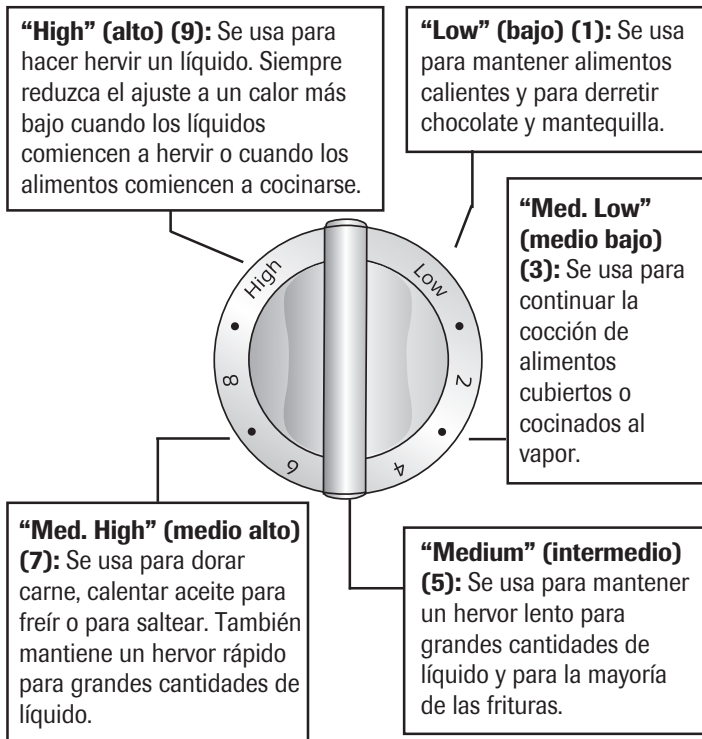 “High” (alto) (9): Se usa para
hacer hervir un líquido. Siempre
reduzca el ajuste a un calor más
bajo cuando los líquidos
comiencen a hervir o cuando los
alimentos comiencen a cocinarse.
“Low” (bajo) (1): Se usa
para mantener alimentos
calientes y para derretir
chocolate y mantequilla.
“Med. Low”
(medio bajo)
(3): Se usa para
continuar la
cocción de
alimentos
cubiertos o
cocinados al
vapor.
High
Low
8
2
6
4
“Med. High” (medio alto)
(7): Se usa para dorar
carne, calentar aceite para
freír o para saltear. También
mantiene un hervor rápido
para grandes cantidades de
líquido.
“Medium” (intermedio)
(5): Se usa para mantener
un hervor lento para
grandes cantidades de
líquido y para la mayoría
de las frituras.